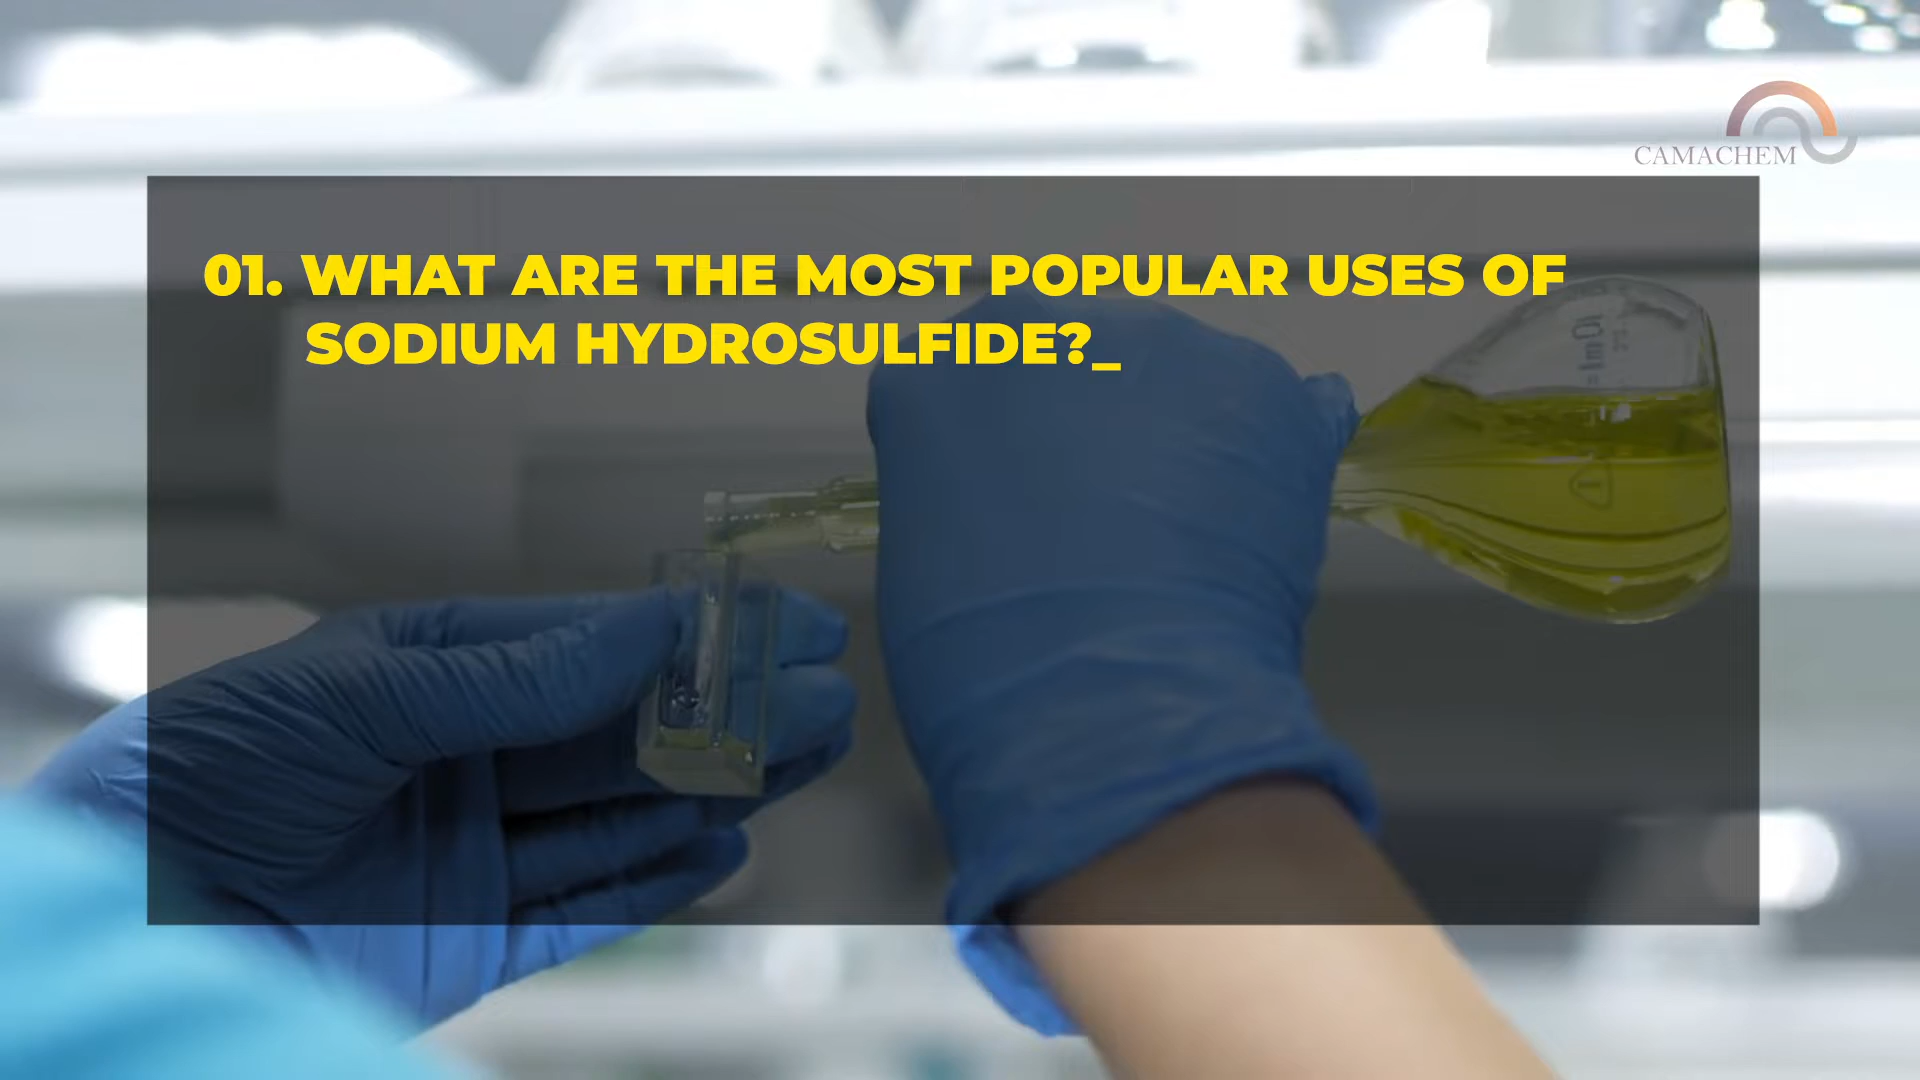 CAMACHEM
01. WHAT ARE THE MOST POPULAR USES OF
SODIUM HYDROSULFIDE?_